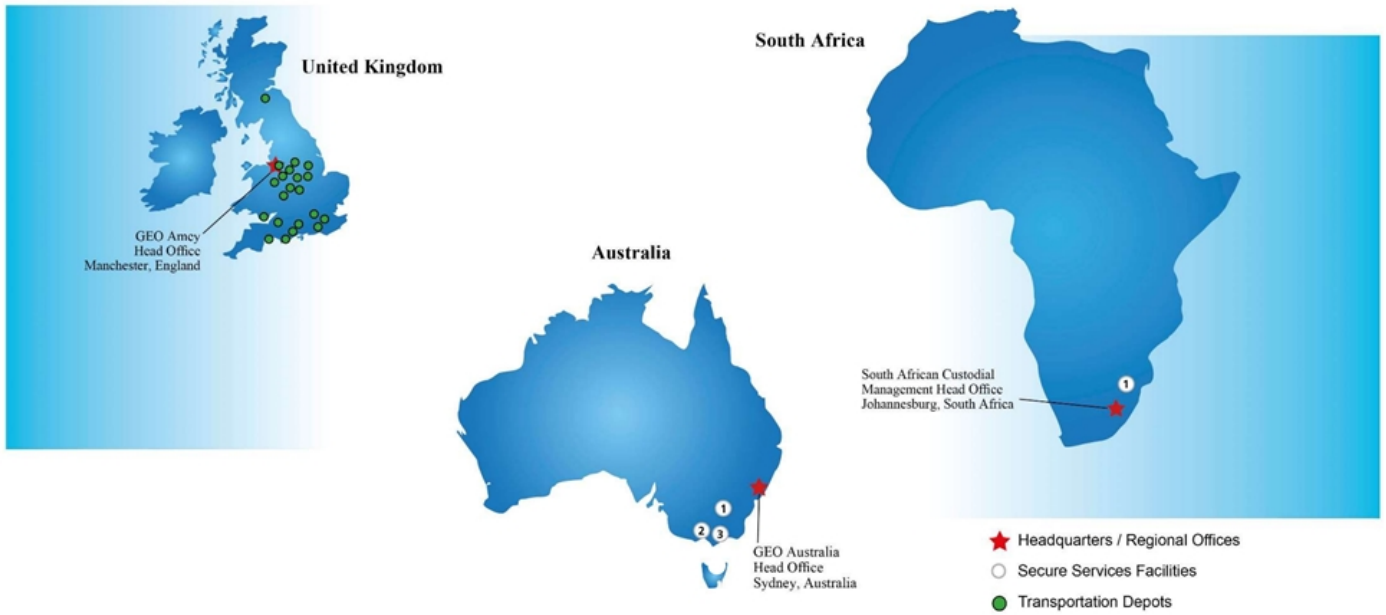 United Kingdom
GEO Amey
Head Office
Manchester, England
Australia
1
2
3
GEO Australia
Head Office
Sydney, Australia
South Africa
1
South African Custodial
Management Head Office
Johannesburg, South Africa
Headquarters / Regional Offices
Secure Services Facilities
Transportation Depots